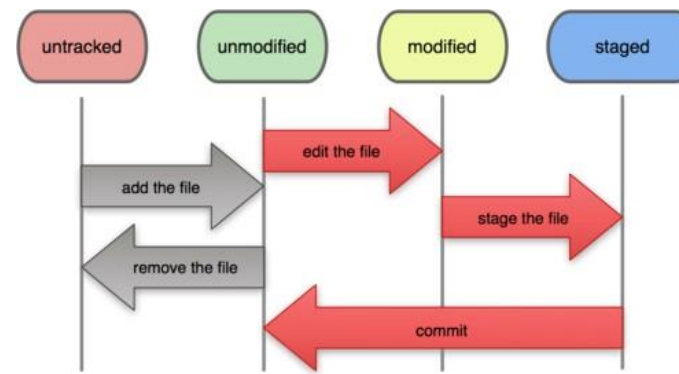 untracked
unmodified
modified
staged
edit the file
add the file
stage the file
remove the file
commit